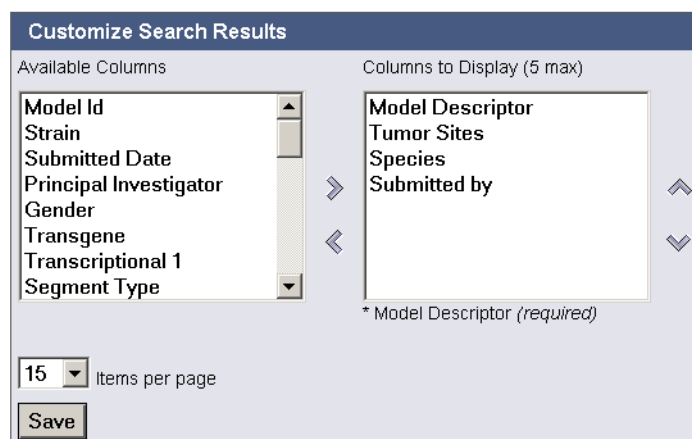 Customize Search Results
Available Columns
Model Id
Strain
Submitted Date
Principal Investigator
Gender
Transgene
Transcriptional 1
Segment Type
Columns to Display (5 max)
Model Descriptor
Tumor Sites
Species
Submitted by
* Model Descriptor (required)
15 Items per page
Save